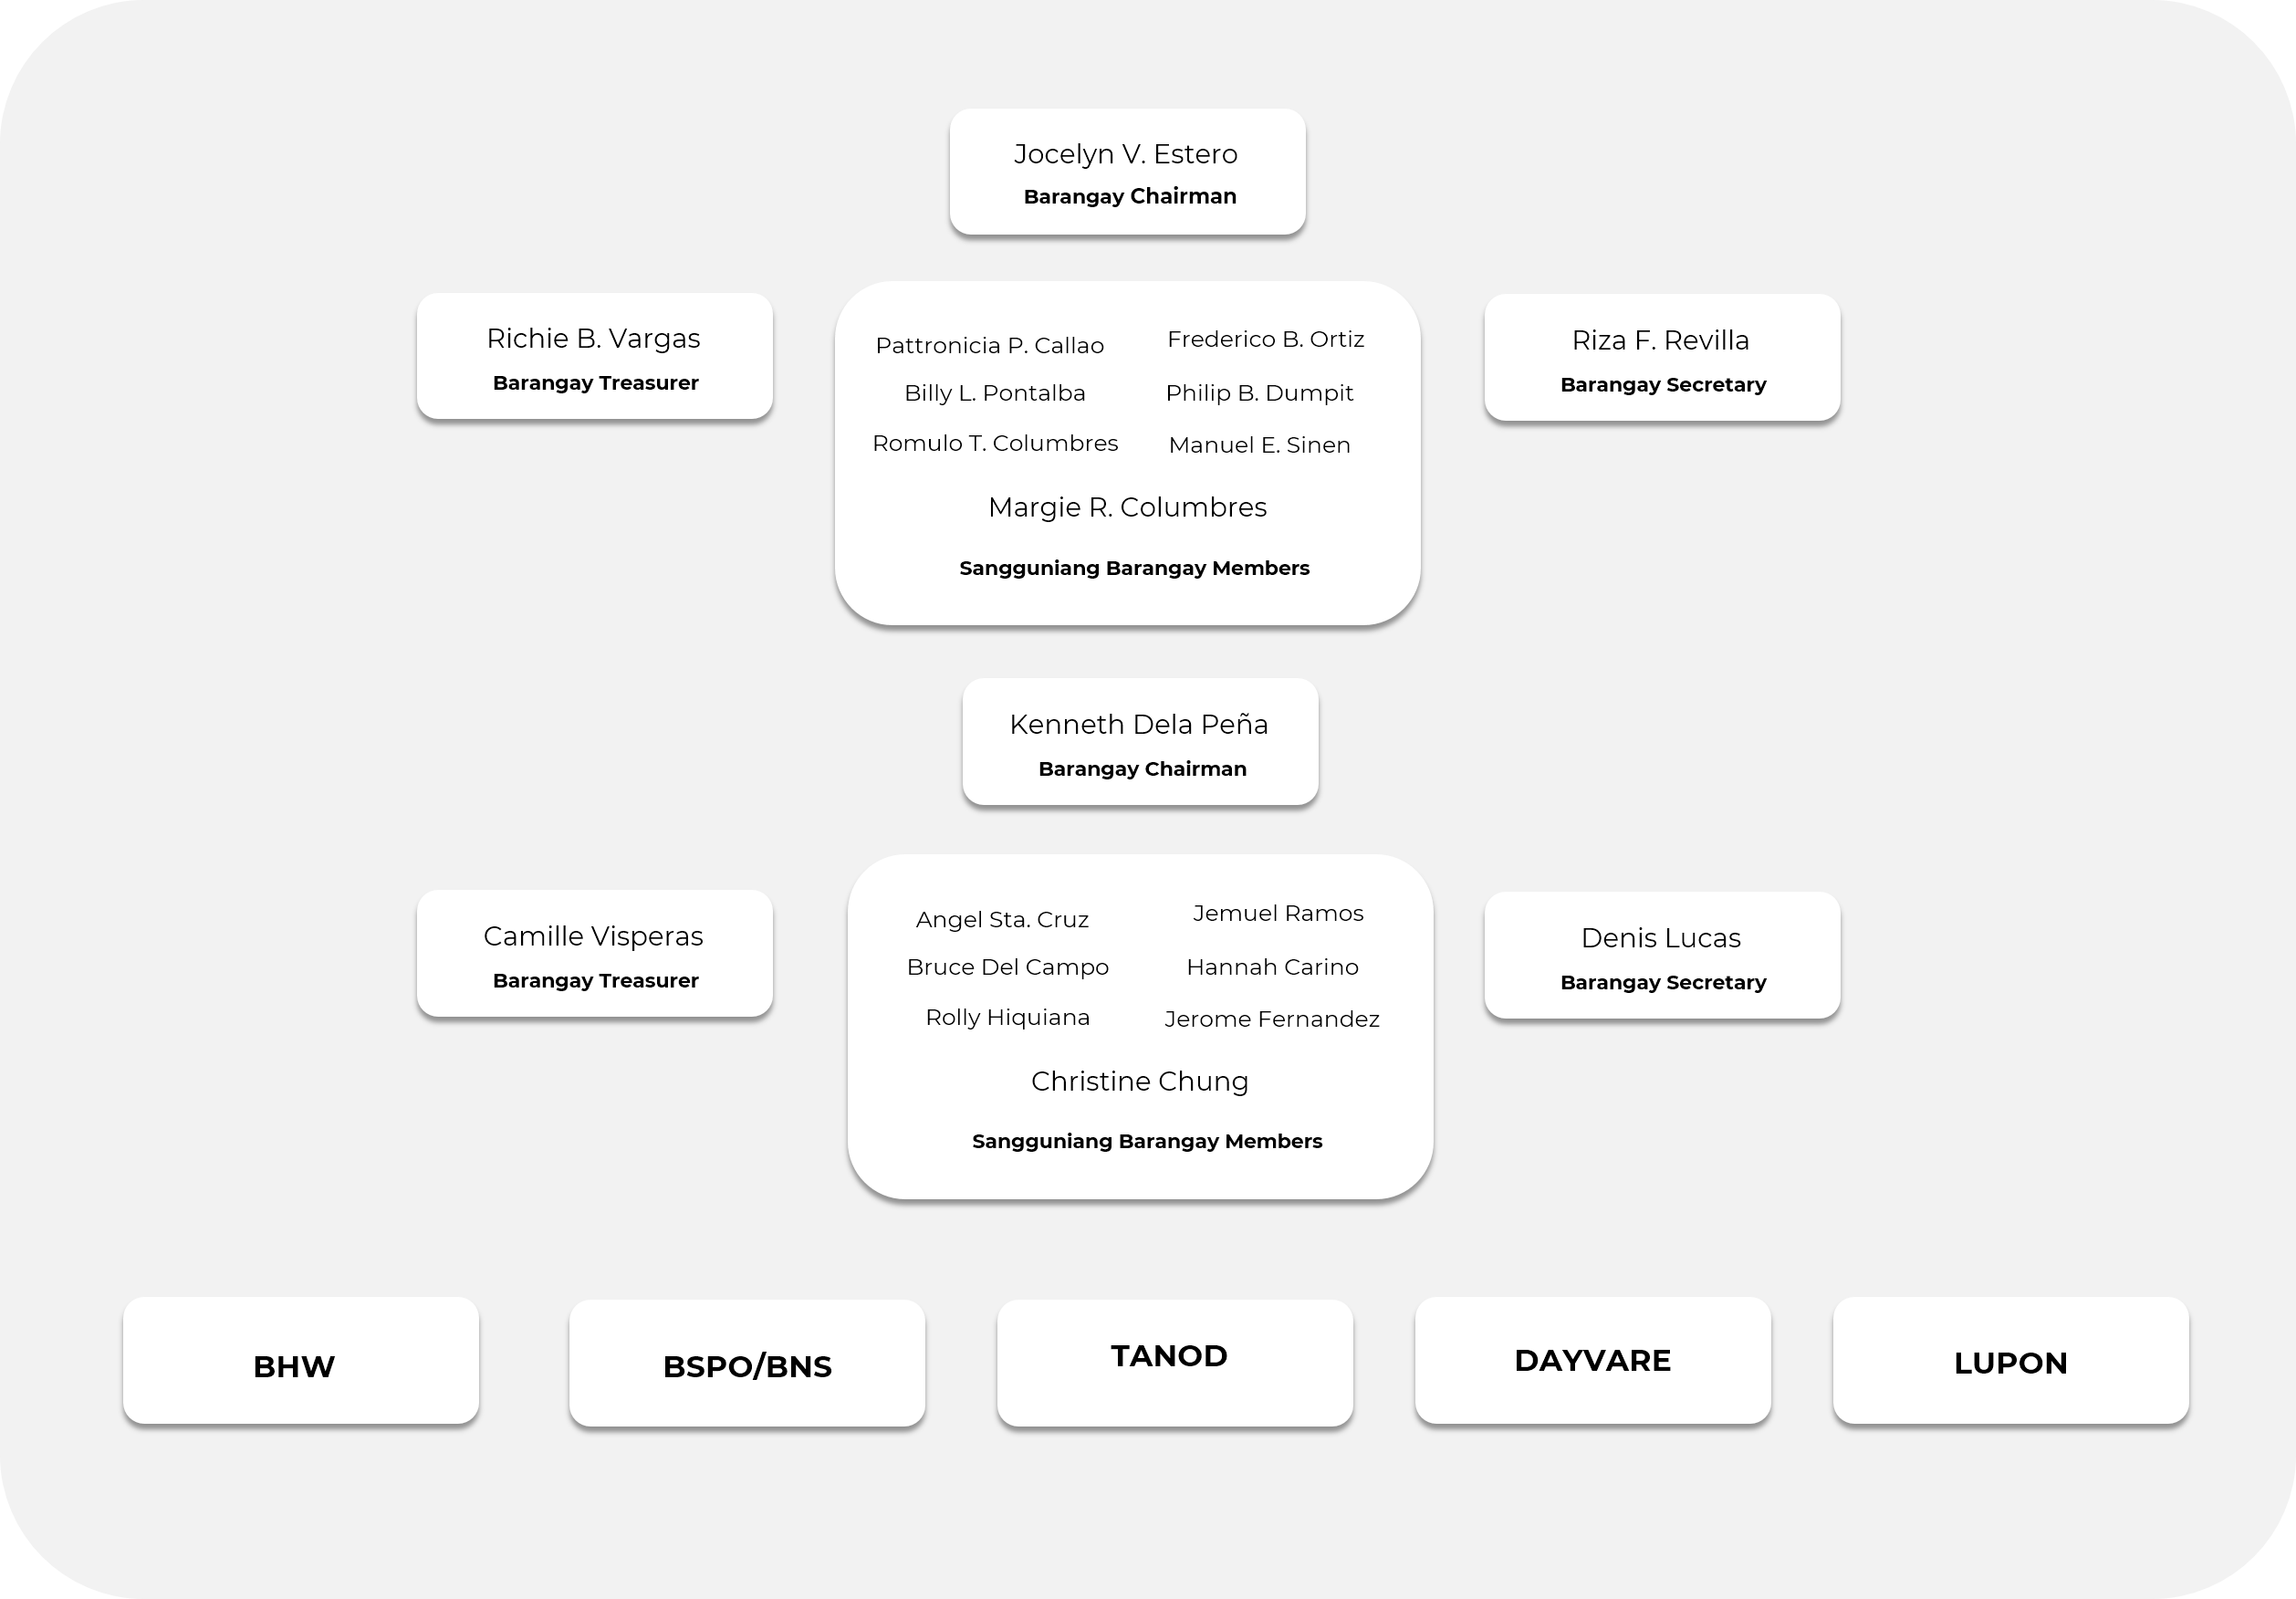 Jocelyn V. Estero
Barangay Chairman
Richie B. Vargas
Barangay Treasurer
Pattronicia P. Callao
Frederico B. Ortiz
Billy L. Pontalba
Philip B. Dumpit
Romulo T. Columbres
Manuel E. Sinen
Margie R. Columbres
Sangguniang Barangay Members
Riza F. Revilla
Barangay Secretary
Kenneth Dela Peña
Barangay Chairman
Camille Visperas
Barangay Treasurer
Angel Sta. Cruz
Jemuel Ramos
Bruce Del Campo
Hannah Carino
Rolly Hiquiana
Jerome Fernandez
Christine Chung
Sangguniang Barangay Members
Denis Lucas
Barangay Secretary
BHW
BSPO/BNS
TANOD
DAYVARE
LUPON